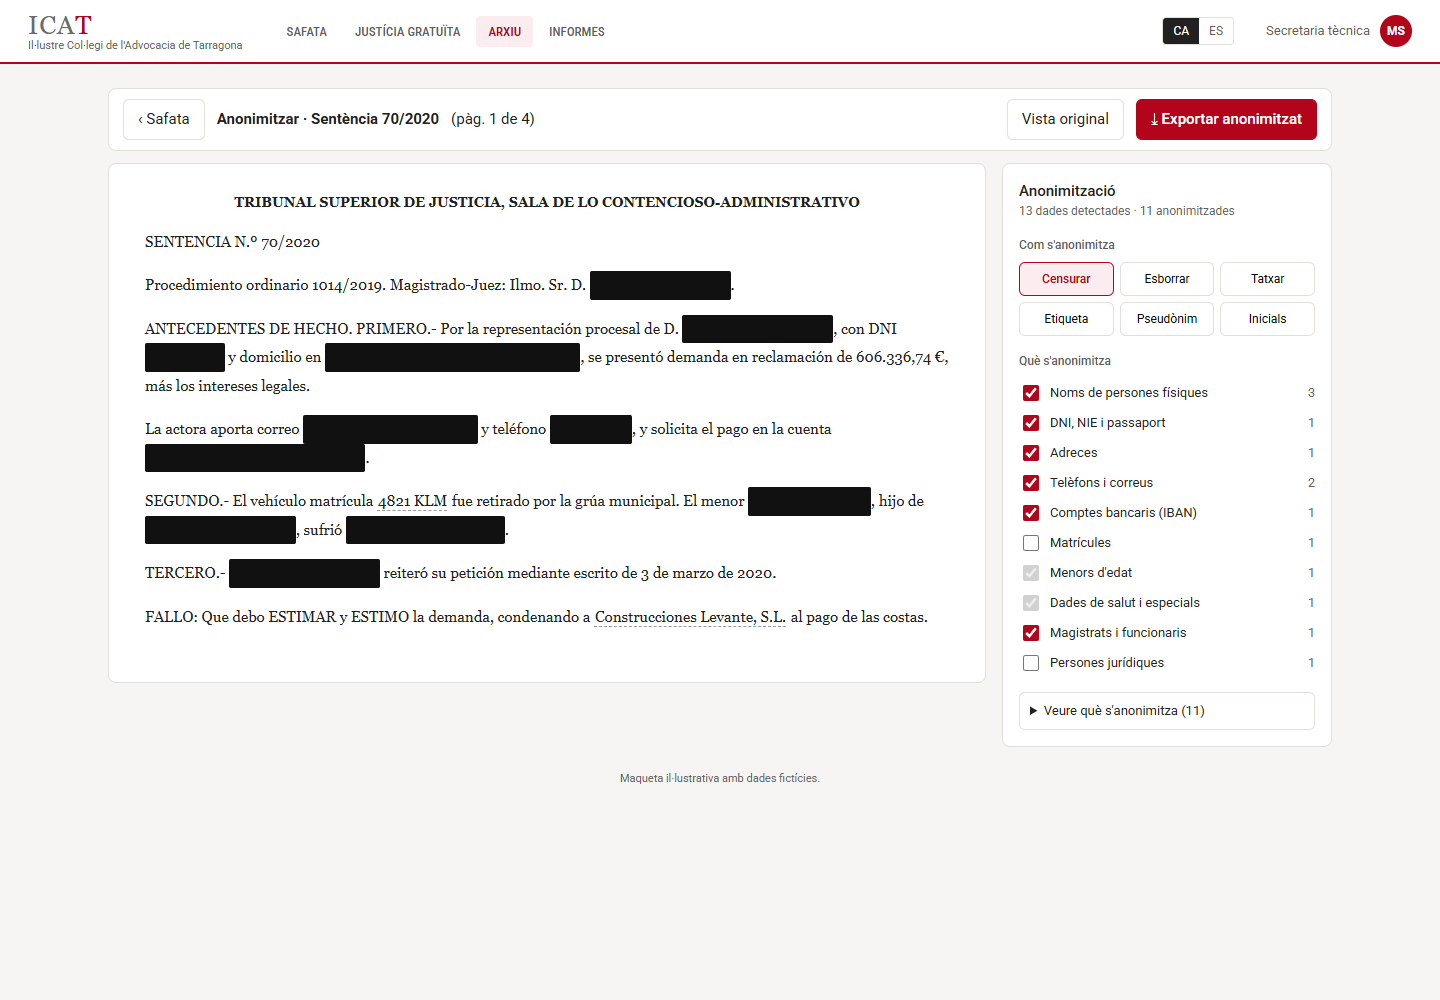 ICAT
Il·lustre Col·legi de l'Advocacia de Tarragona
SAFATA
JUSTÍCIA GRATUÏTA
ARXIU
INFORMES
CA
ES
Secretaria tècnica
MS
‹ Safata
Anonimitzar · Sentència 70/2020
(pàg. 1 de 4)
Vista original
⤓ Exportar anonimitzat
TRIBUNAL SUPERIOR DE JUSTICIA, SALA DE LO CONTENCIOSO-ADMINISTRATIVO
SENTENCIA N.º 70/2020
Procedimiento ordinario 1014/2019. Magistrado-Juez: Ilmo. Sr. D. .
ANTECEDENTES DE HECHO. PRIMERO.- Por la representación procesal de D. , con DNI
y domicilio en , se presentó demanda en reclamación de 606.336,74 €,
más los intereses legales.
La actora aporta correo y teléfono , y solicita el pago en la cuenta
.
SEGUNDO.- El vehículo matrícula 4821 KLM fue retirado por la grúa municipal. El menor , hijo de
, sufrió .
TERCERO.- reiteró su petición mediante escrito de 3 de marzo de 2020.
FALLO: Que debo ESTIMAR y ESTIMO la demanda, condenando a Construcciones Levante, S.L. al pago de las costas.
Anonimització
13 dades detectades · 11 anonimitzades
Com s'anonimitza
Censurar
Esborrar
Tatxar
Etiqueta
Pseudònim
Inicials
Què s'anonimitza
Noms de persones físiques 3
DNI, NIE i passaport 1
Adreces 1
Telèfons i correus 2
Comptes bancaris (IBAN) 1
Matrícules 1
Menors d'edat 1
Dades de salut i especials 1
Magistrats i funcionaris 1
Persones jurídiques 1
▶ Veure què s'anonimitza (11)
Maqueta il·lustrativa amb dades fictícies.